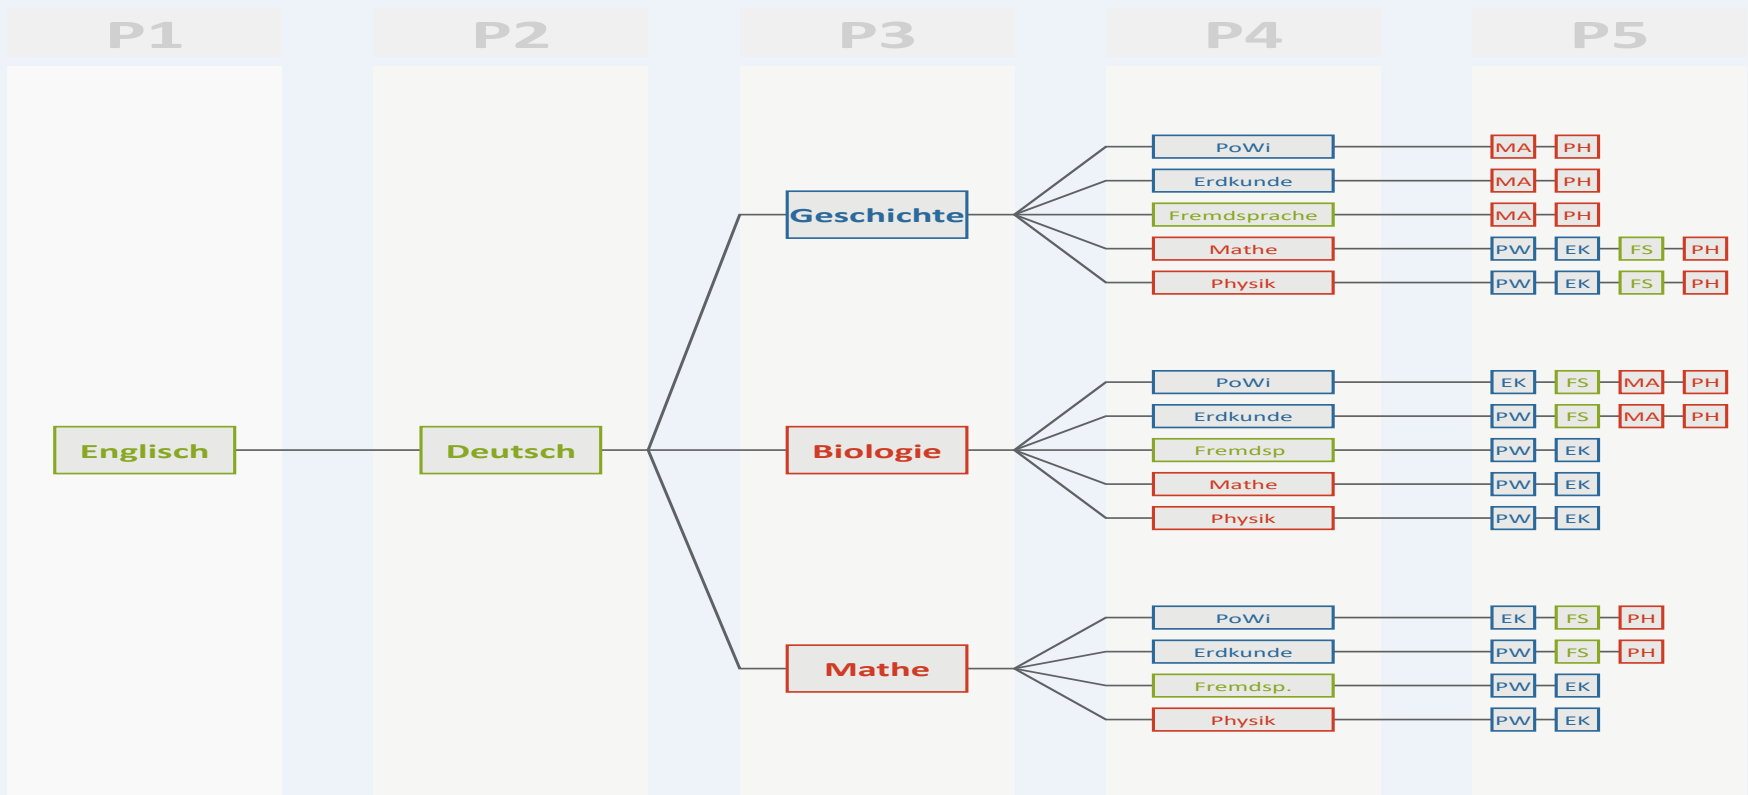 P1 P2 P3 P4 P5
PoWi MA PH
Erdkunde MA PH
Geschichte Fremdsprache MA PH
Mathe PW EK FS PH
Physik PW EK FS PH
PoWi EK FS MA PH
Erdkunde PW FS MA PH
Englisch Deutsch Biologie Fremdsp PW EK
Mathe PW EK
Physik PW EK
PoWi EK FS PH
Erdkunde PW FS PH
Mathe Fremdsp. PW EK
Physik PW EK